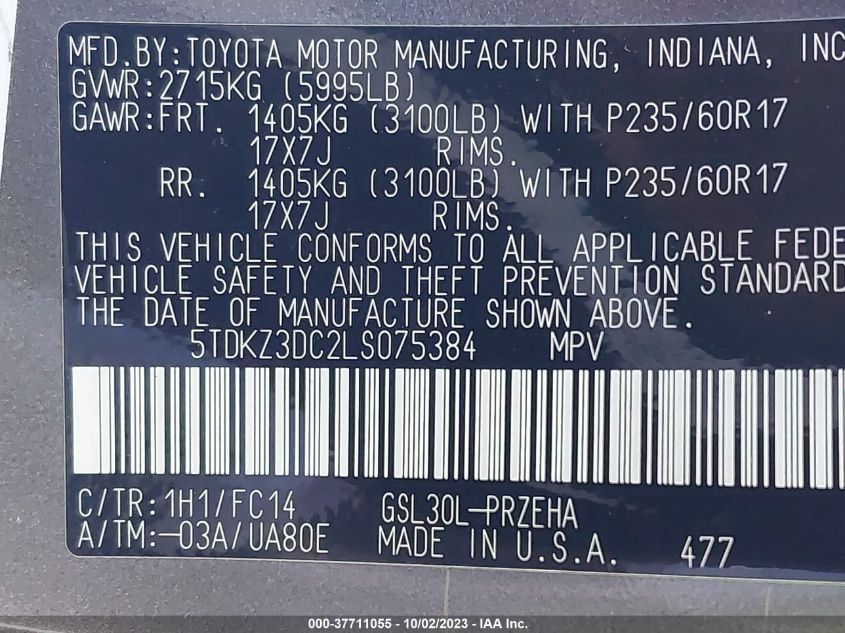 MFD.BY:TOYOTA MOTOR MANUFACTURING, INDIANA, INC
GVWR:2715KG (5995LB)
GAWR:FRT. 1405KG (3100LB) WITH P235/60R17
17X7J RIMS.
RR. 1405KG (3100LB) WITH P235/60R17
17X7J RIMS.
THIS VEHICLE CONFORMS TO ALL APPLICABLE FEDE
VEHICLE SAFETY AND THEFT PREVENTION STANDARD
THE DATE OF MANUFACTURE SHOWN ABOVE.
5TDKZ3DC2LS075384 MPV
C/TR:1H1/FC14 GSL30L-PRZEHA
A/TM:-03A/UA80E MADE IN U.S.A. 477
000-37711055 - 10/02/2023 - IAA Inc.